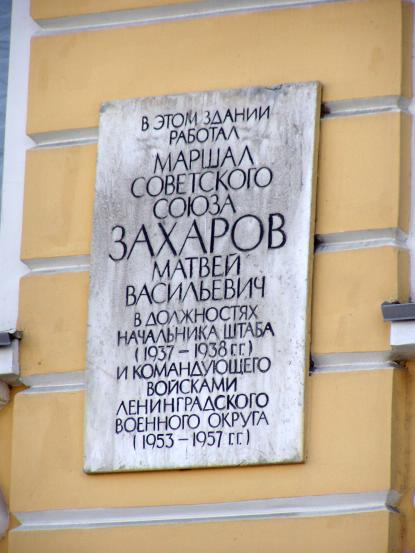 В ЭТОМ ЗДАНИИ
РАБОТАЛ
МАРШАЛ
СОВЕТСКОГО
СОЮЗА
ЗАХАРОВ
МАТВЕЙ
ВАСИЛЬЕВИЧ
В ДОЛЖНОСТЯХ
НАЧАЛЬНИКА ШТАБА
(1937 – 1938 Г.Г.)
И КОМАНДУЮЩЕГО
ВОЙСКАМИ
ЛЕНИНГРАДСКОГО
ВОЕННОГО ОКРУГА
(1953 – 1957 Г.Г.)